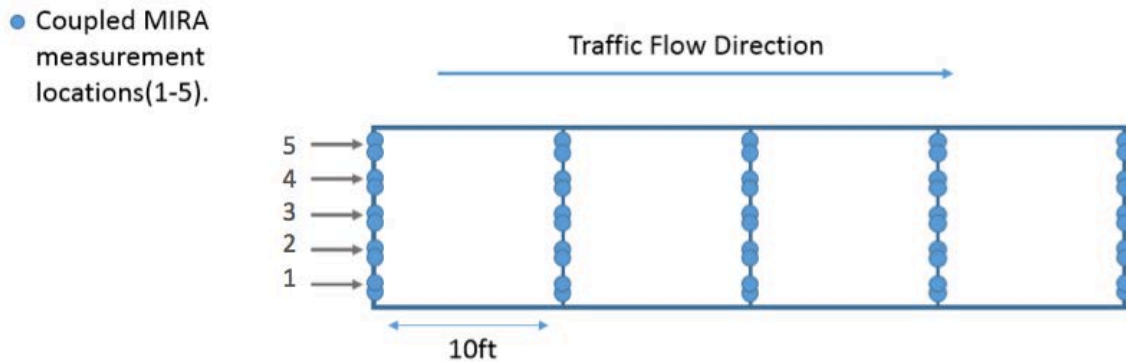 Coupled MIRA
measurement
locations(1-5).
Traffic Flow Direction
5
4
3
2
1
10ft